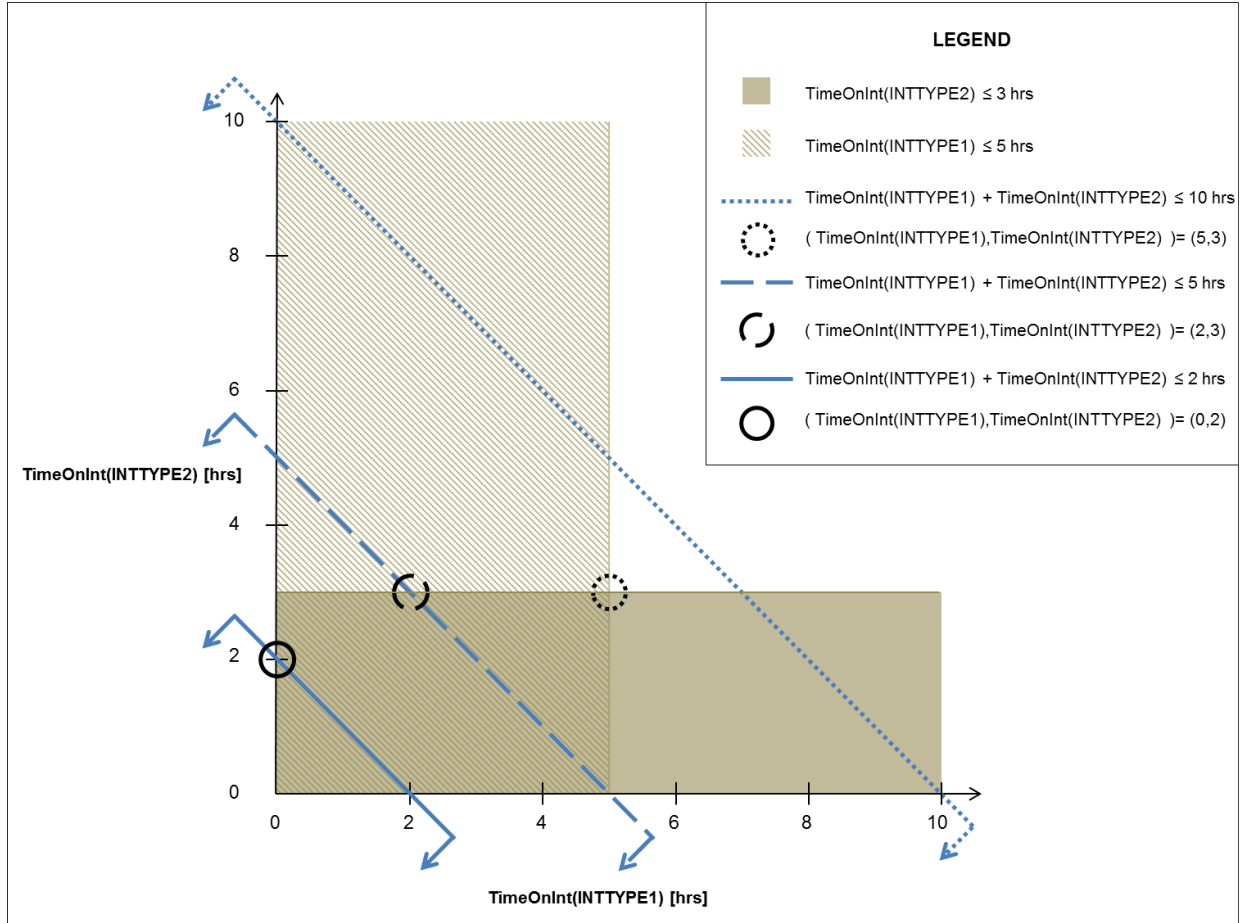 LEGEND
TimeOnInt(INTTYPE2) ≤ 3 hrs
TimeOnInt(INTTYPE1) ≤ 5 hrs
TimeOnInt(INTTYPE1) + TimeOnInt(INTTYPE2) ≤ 10 hrs
( TimeOnInt(INTTYPE1),TimeOnInt(INTTYPE2) )= (5,3)
TimeOnInt(INTTYPE1) + TimeOnInt(INTTYPE2) ≤ 5 hrs
( TimeOnInt(INTTYPE1),TimeOnInt(INTTYPE2) )= (2,3)
TimeOnInt(INTTYPE1) + TimeOnInt(INTTYPE2) ≤ 2 hrs
( TimeOnInt(INTTYPE1),TimeOnInt(INTTYPE2) )= (0,2)
10
8
6
TimeOnInt(INTTYPE2) [hrs]
4
2
0
0 2 4 6 8 10
TimeOnInt(INTTYPE1) [hrs]